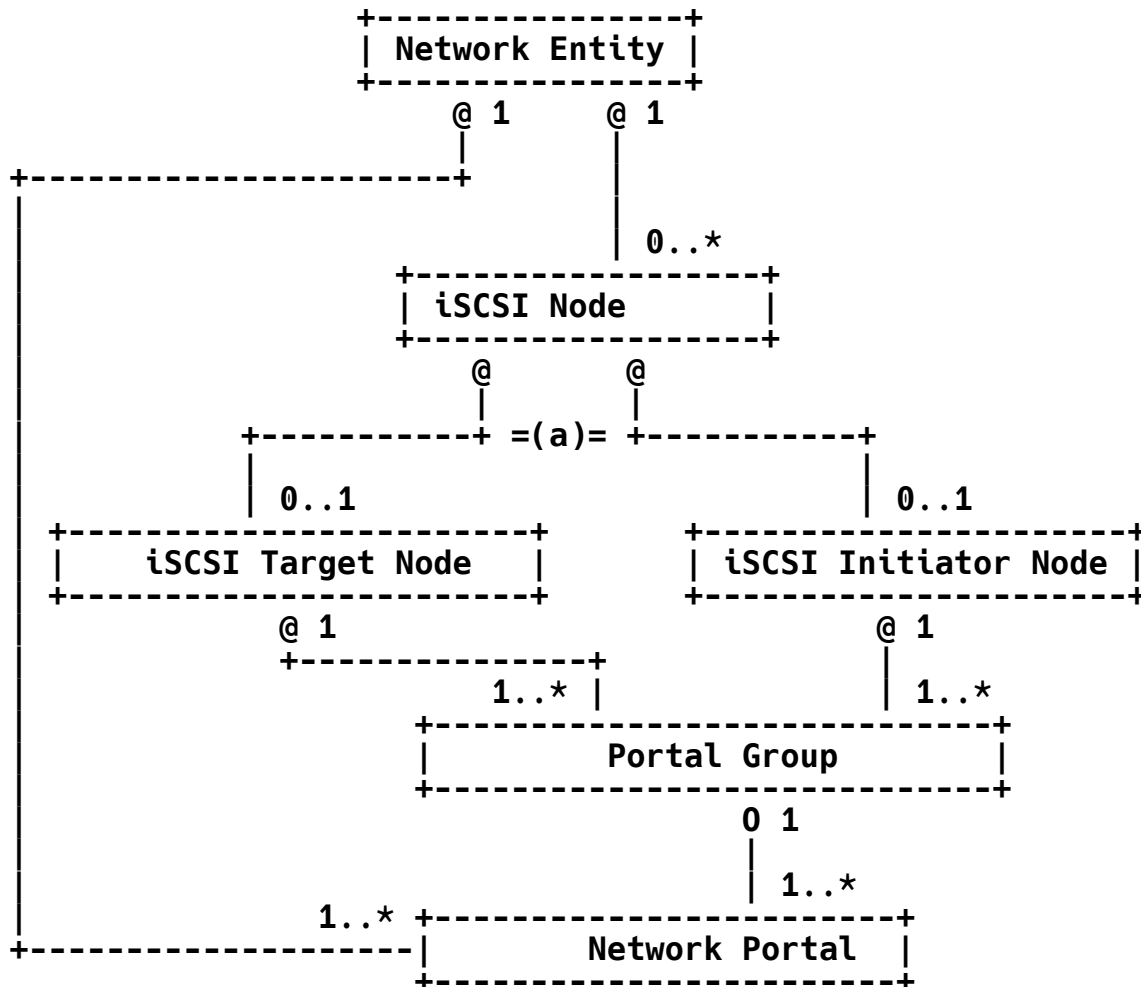 Network Entity
@ 1 @ 1
0..*
iSCSI Node
@ @
=(a)=
0..1 0..1
iSCSI Target Node iSCSI Initiator Node
@ 1 @ 1
1..* 1..*
Portal Group
O 1
1..*
1..*
Network Portal